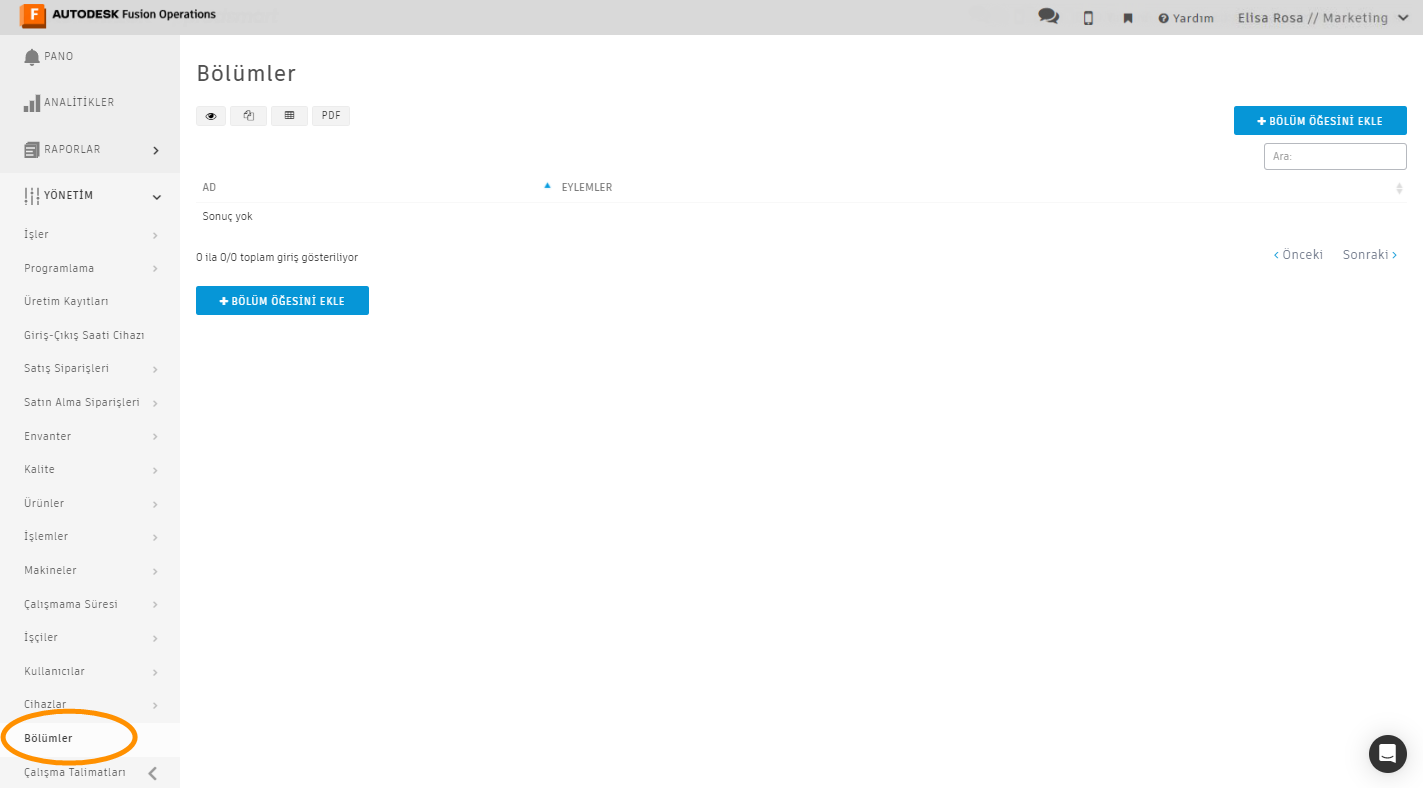 F AUTODESK Fusion Operations
Yardım
Elisa Rosa // Marketing
PANO
ANALİTİKLER
RAPORLAR
YÖNETİM
İşler
Programlama
Üretim Kayıtları
Giriş-Çıkış Saati Cihazı
Satış Siparişleri
Satın Alma Siparişleri
Envanter
Kalite
Ürünler
İşlemler
Makineler
Çalışmama Süresi
İşçiler
Kullanıcılar
Cihazlar
Bölümler
Çalışma Talimatları
Bölümler
PDF
BÖLÜM ÖĞESİNİ EKLE
Ara:
AD EYLEMLER
Sonuç yok
0 ila 0/0 toplam giriş gösteriliyor
Önceki Sonraki
BÖLÜM ÖĞESİNİ EKLE